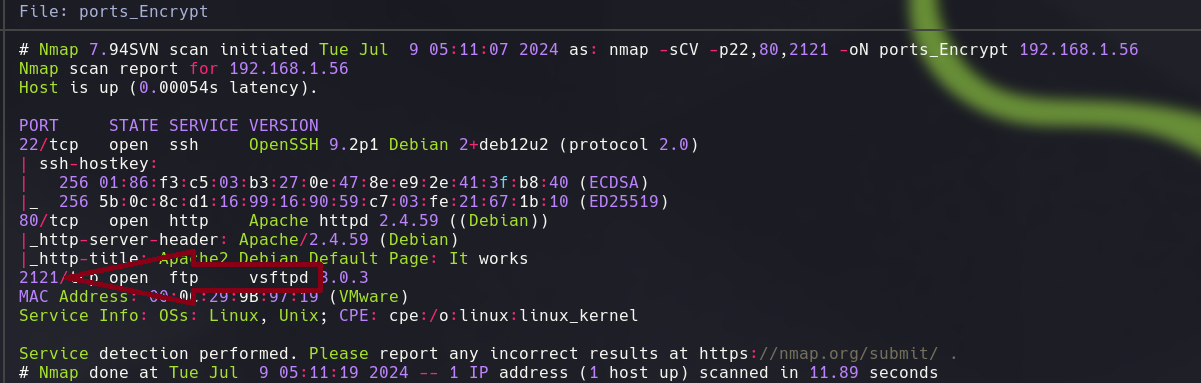 File: ports_Encrypt
# Nmap 7.94SVN scan initiated Tue Jul  9 05:11:07 2024 as: nmap -sCV -p22,80,2121 -oN ports_Encrypt 192.168.1.56
Nmap scan report for 192.168.1.56
Host is up (0.00054s latency).
PORT     STATE SERVICE VERSION
22/tcp   open  ssh     OpenSSH 9.2p1 Debian 2+deb12u2 (protocol 2.0)
| ssh-hostkey:
|   256 01:86:f3:c5:03:b3:27:0e:47:8e:e9:2e:41:3f:b8:40 (ECDSA)
|_  256 5b:0c:8c:d1:16:99:16:90:59:c7:03:fe:21:67:1b:10 (ED25519)
80/tcp   open  http    Apache httpd 2.4.59 ((Debian))
|_http-server-header: Apache/2.4.59 (Debian)
|_http-title: Apache2 Debian Default Page: It works
2121/tcp open  ftp     vsftpd 3.0.3
MAC Address: 00:0C:29:9B:97:19 (VMware)
Service Info: OSs: Linux, Unix; CPE: cpe:/o:linux:linux_kernel
Service detection performed. Please report any incorrect results at https://nmap.org/submit/ .
# Nmap done at Tue Jul  9 05:11:19 2024 -- 1 IP address (1 host up) scanned in 11.89 seconds